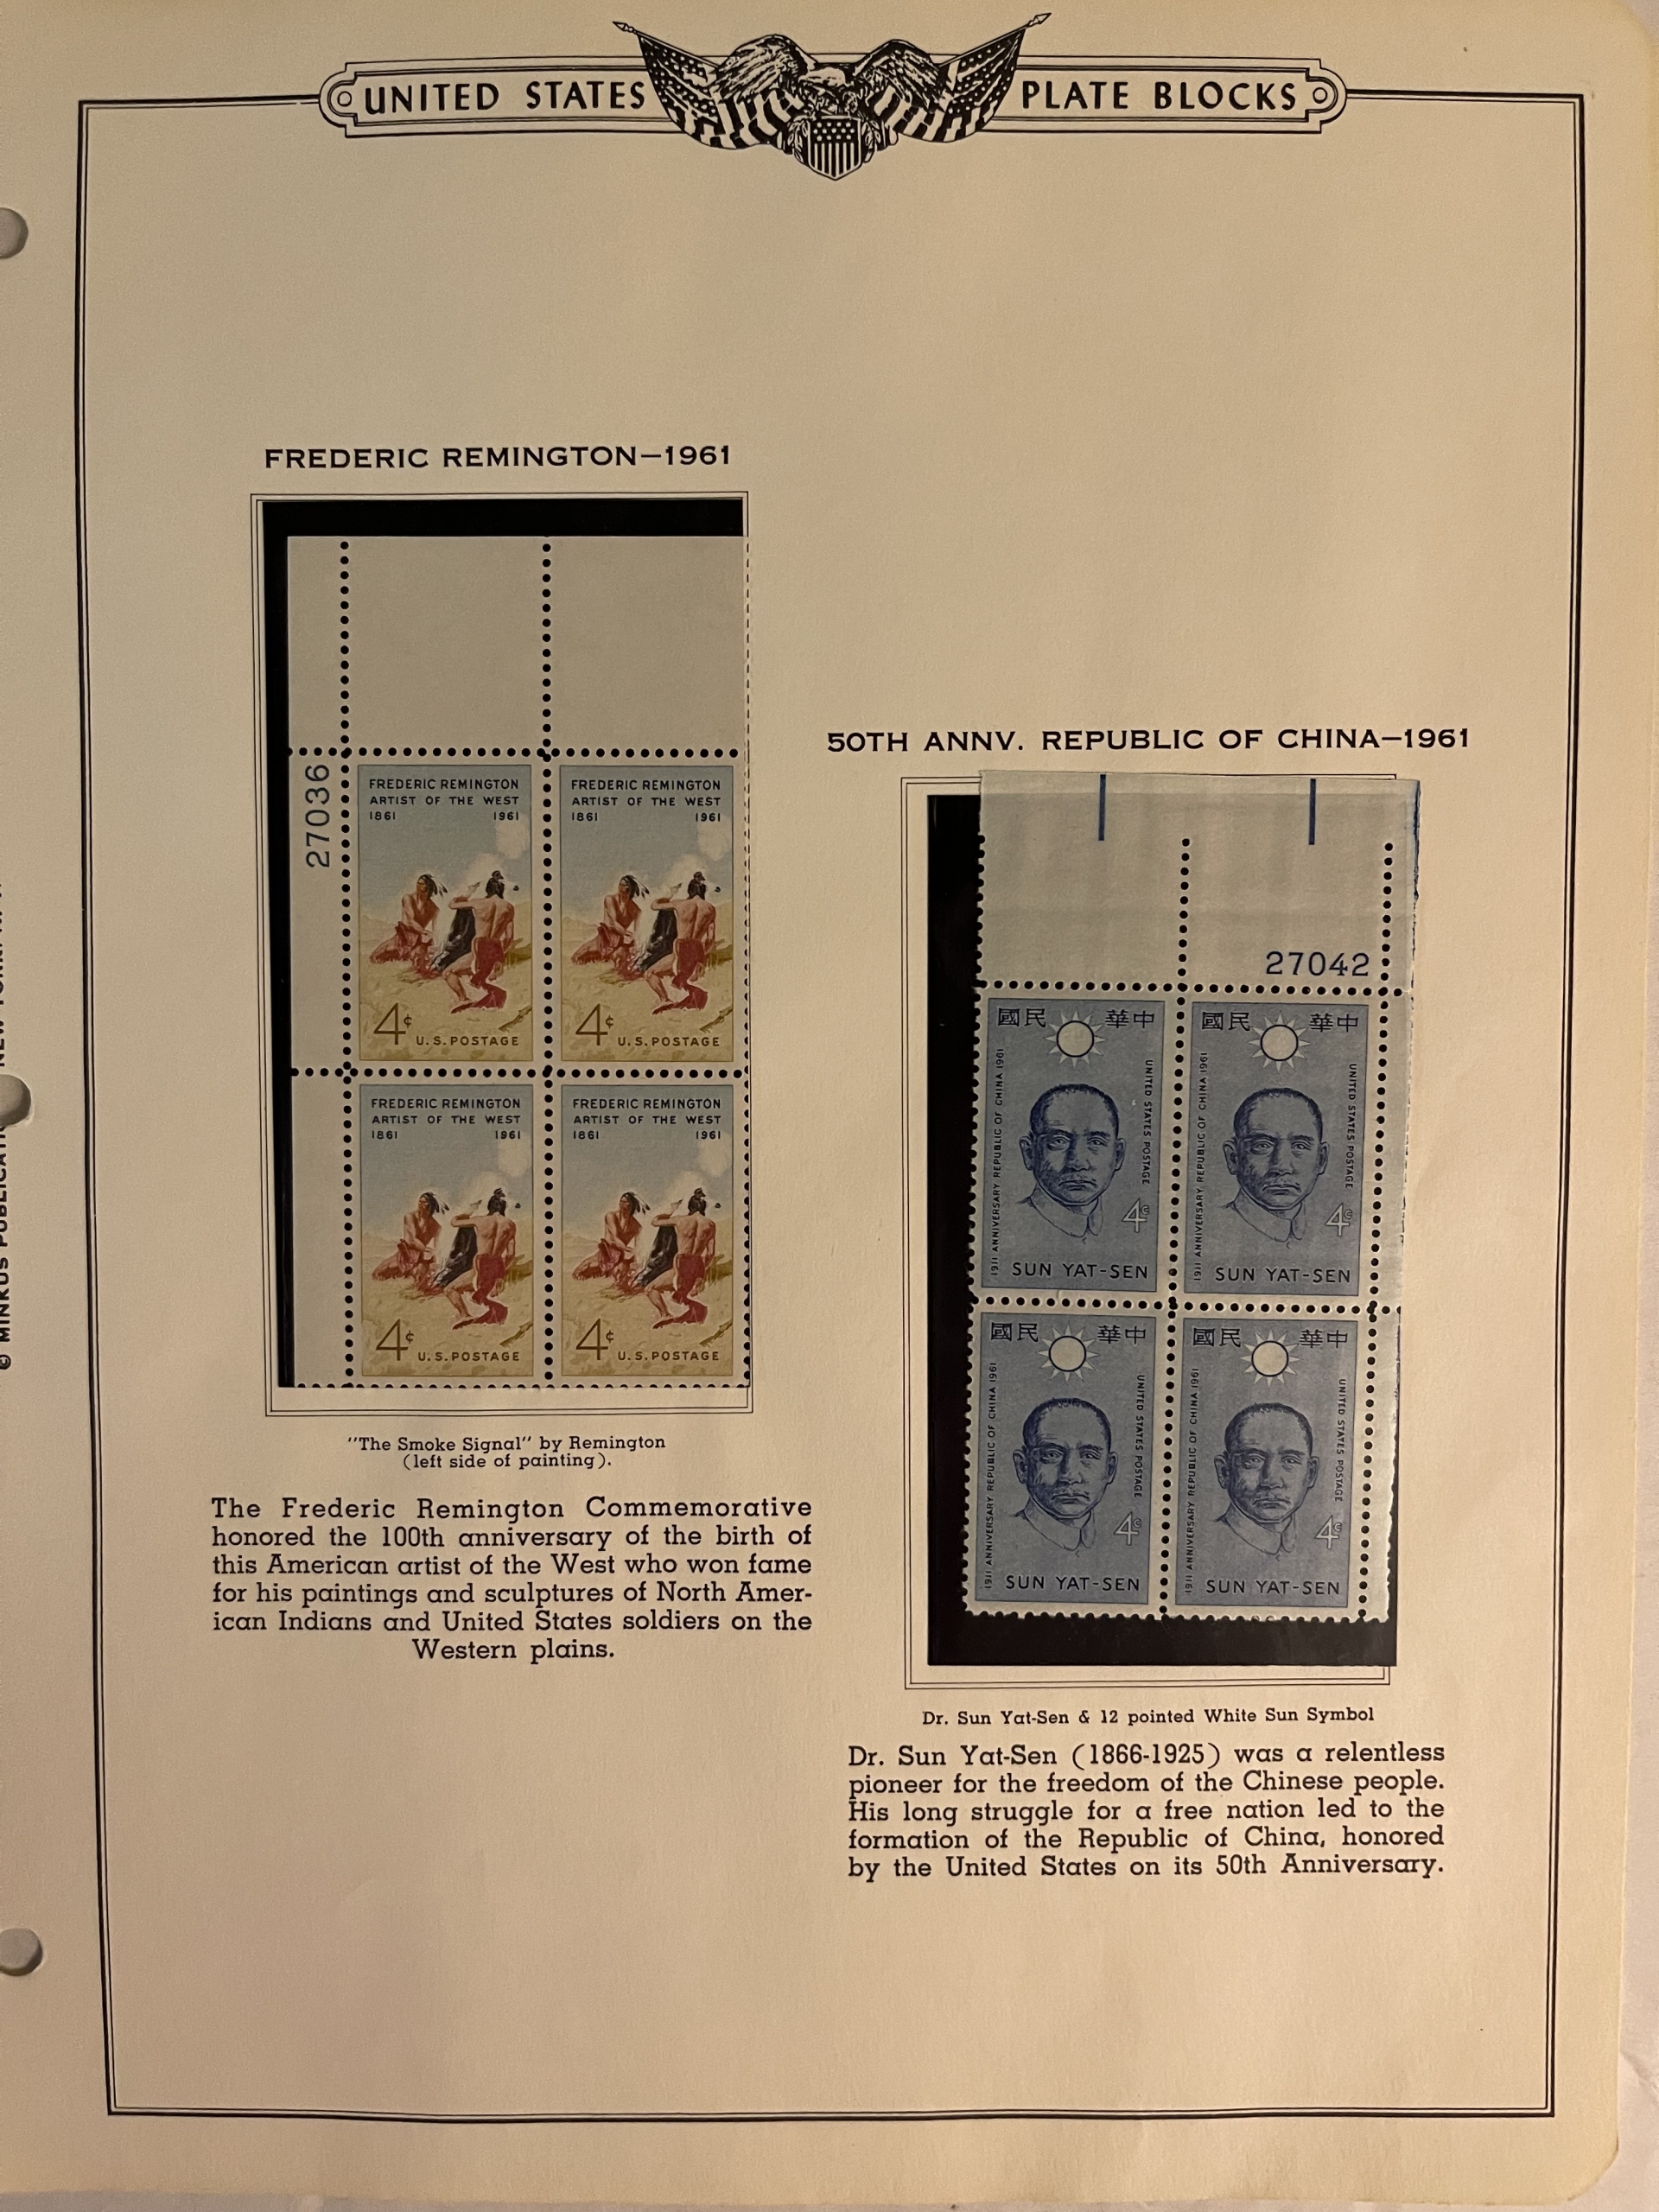 UNITED STATES PLATE BLOCKS
FREDERIC REMINGTON—1961
27036
FREDERIC REMINGTON
ARTIST OF THE WEST
1861 1961
4¢ U.S. POSTAGE
FREDERIC REMINGTON
ARTIST OF THE WEST
1861 1961
4¢ U.S. POSTAGE
FREDERIC REMINGTON
ARTIST OF THE WEST
1861 1961
4¢ U.S. POSTAGE
FREDERIC REMINGTON
ARTIST OF THE WEST
1861 1961
4¢ U.S. POSTAGE
"The Smoke Signal" by Remington
(left side of painting).
The Frederic Remington Commemorative
honored the 100th anniversary of the birth of
this American artist of the West who won fame
for his paintings and sculptures of North Amer-
ican Indians and United States soldiers on the
Western plains.
50TH ANNV. REPUBLIC OF CHINA—1961
27042
國民 華中
1911 ANNIVERSARY REPUBLIC OF CHINA 1961
UNITED STATES POSTAGE
4¢
SUN YAT-SEN
國民 華中
1911 ANNIVERSARY REPUBLIC OF CHINA 1961
UNITED STATES POSTAGE
4¢
SUN YAT-SEN
國民 華中
1911 ANNIVERSARY REPUBLIC OF CHINA 1961
UNITED STATES POSTAGE
4¢
SUN YAT-SEN
國民 華中
1911 ANNIVERSARY REPUBLIC OF CHINA 1961
UNITED STATES POSTAGE
4¢
SUN YAT-SEN
Dr. Sun Yat-Sen & 12 pointed White Sun Symbol
Dr. Sun Yat-Sen (1866-1925) was a relentless
pioneer for the freedom of the Chinese people.
His long struggle for a free nation led to the
formation of the Republic of China, honored
by the United States on its 50th Anniversary.
© MINKUS